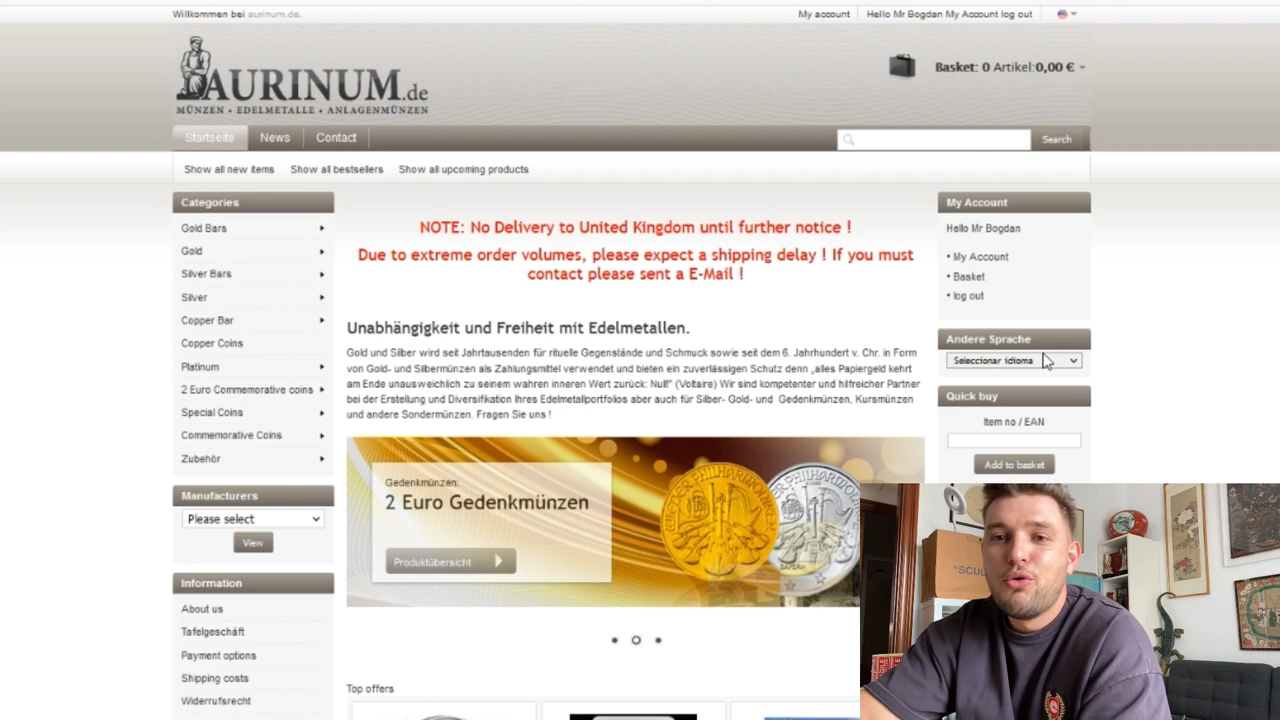 Willkommen bei aurinum.de.
My account
Hello Mr Bogdan My Account log out
AURINUM.de
MÜNZEN • EDELMETALLE • ANLAGEMÜNZEN
Basket: 0 Artikel:0,00 €
Startseite
News
Contact
Search
Show all new items
Show all bestsellers
Show all upcoming products
Categories
Gold Bars
Gold
Silver Bars
Silver
Copper Bar
Copper Coins
Platinum
2 Euro Commemorative coins
Special Coins
Commemorative Coins
Zubehör
Manufacturers
Please select
View
Information
About us
Tafelgeschäft
Payment options
Shipping costs
Widerrufsrecht
NOTE: No Delivery to United Kingdom until further notice !
Due to extreme order volumes, please expect a shipping delay ! If you must
contact please sent a E-Mail !
Unabhängigkeit und Freiheit mit Edelmetallen.
Gold und Silber wird seit Jahrtausenden für rituelle Gegenstände und Schmuck sowie seit dem 6. Jahrhundert v. Chr. in Form
von Gold- und Silbermünzen als Zahlungsmittel verwendet und bieten ein zuverlässigen Schutz denn „alles Papiergeld kehrt
am Ende unausweichlich zu seinem wahren inneren Wert zurück: Null!" (Voltaire) Wir sind kompetenter und hilfreicher Partner
bei der Erstellung und Diversifikation Ihres Edelmetallportfolios aber auch für Silber- Gold- und Gedenkmünzen, Kursmünzen
und andere Sondermünzen. Fragen Sie uns !
Gedenkmünzen:
2 Euro Gedenkmünzen
Produktübersicht
Top offers
My Account
Hello Mr Bogdan
• My Account
• Basket
• log out
Andere Sprache
Seleccionar idioma
Quick buy
Item no / EAN
Add to basket
"SCUL